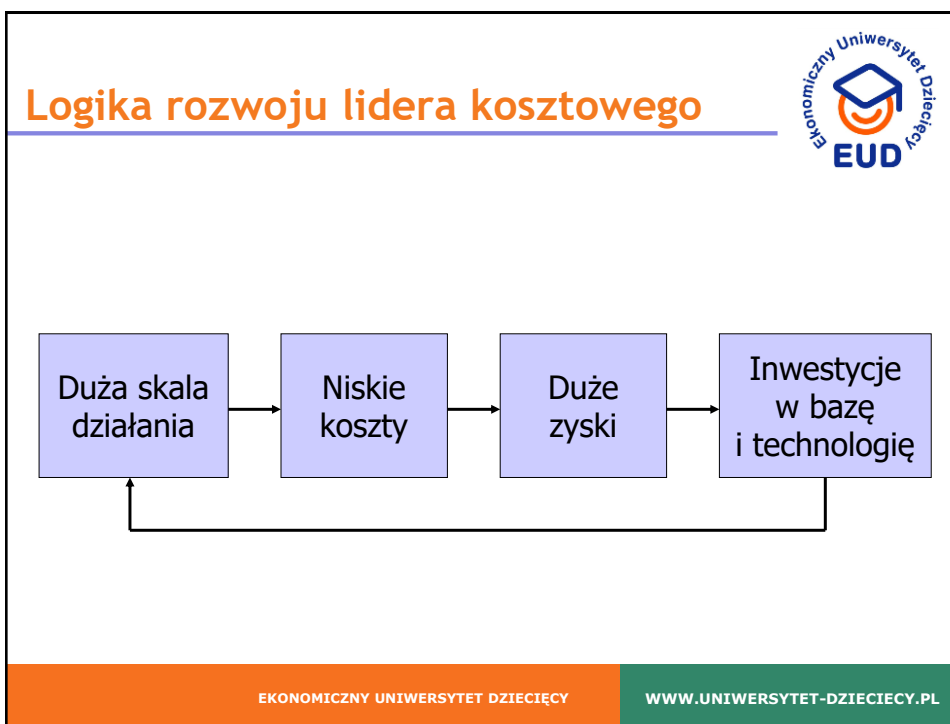 Logika rozwoju lidera kosztowego
Ekonomiczny Uniwersytet Dziecięcy
EUD
Duża skala
działania
Niskie
koszty
Duże
zyski
Inwestycje
w bazę
i technologię
EKONOMICZNY UNIWERSYTET DZIECIĘCY
WWW.UNIWERSYTET-DZIECIECY.PL